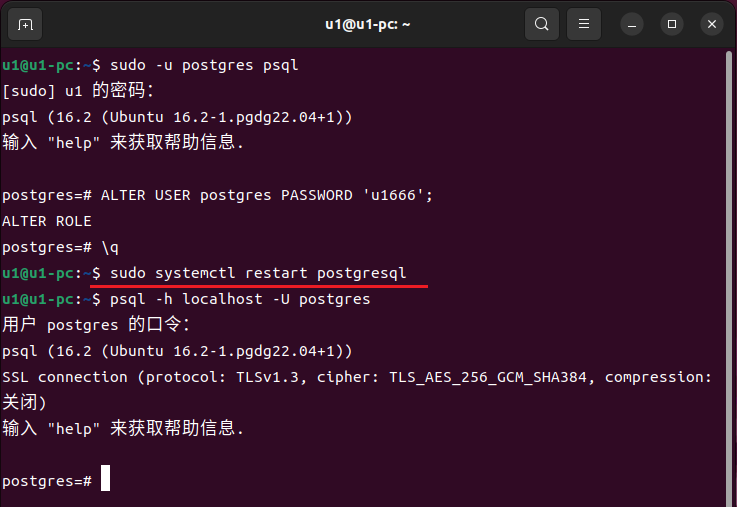 u1@u1-pc: ~
u1@u1-pc:~$ sudo -u postgres psql
[sudo] u1 的密码：
psql (16.2 (Ubuntu 16.2-1.pgdg22.04+1))
输入 "help" 来获取帮助信息.
postgres=# ALTER USER postgres PASSWORD 'u1666';
ALTER ROLE
postgres=# \q
u1@u1-pc:~$ sudo systemctl restart postgresql
u1@u1-pc:~$ psql -h localhost -U postgres
用户 postgres 的口令：
psql (16.2 (Ubuntu 16.2-1.pgdg22.04+1))
SSL connection (protocol: TLSv1.3, cipher: TLS_AES_256_GCM_SHA384, compression:
关闭)
输入 "help" 来获取帮助信息.
postgres=#